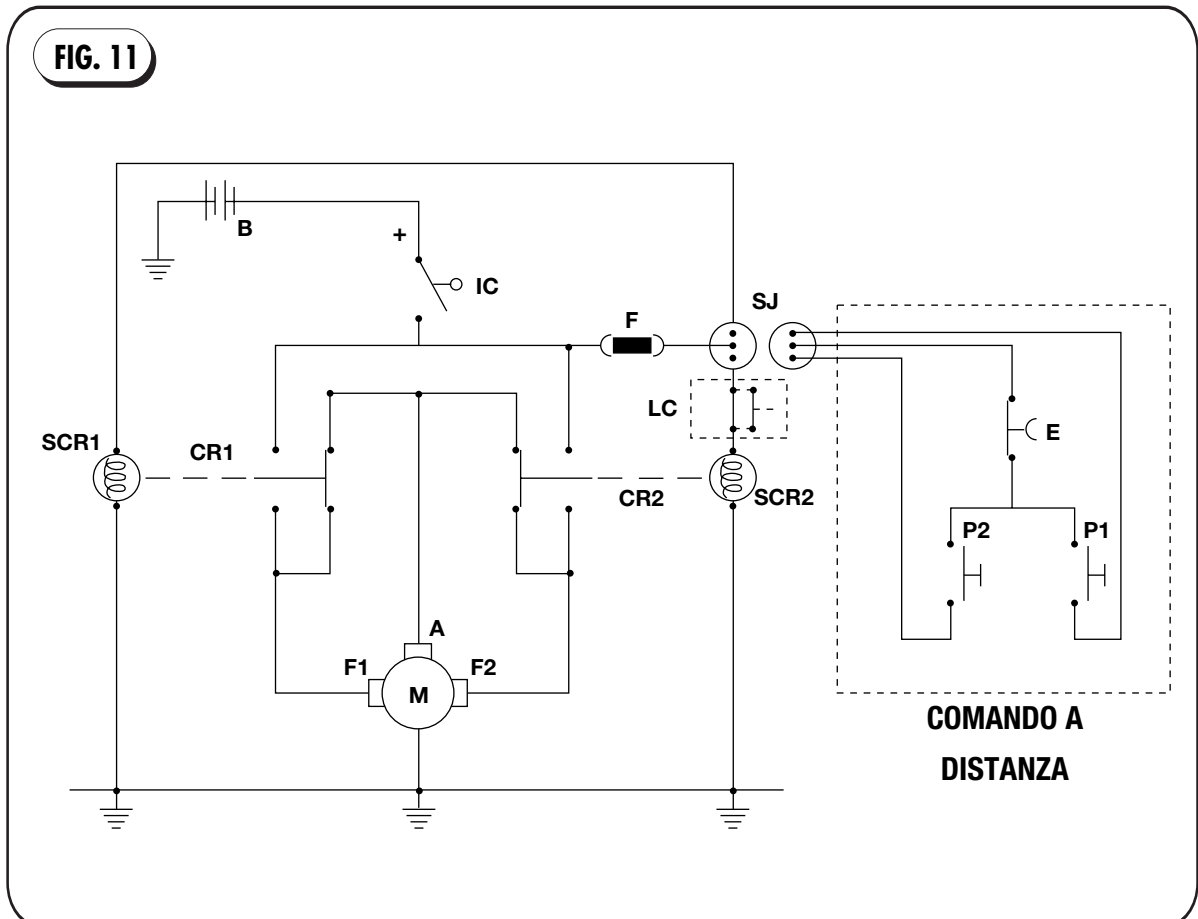 FIG. 11
B
+
IC
F
SJ
LC
E
SCR1
CR1
CR2
SCR2
P2
P1
A
F1
F2
M
COMANDO A
DISTANZA